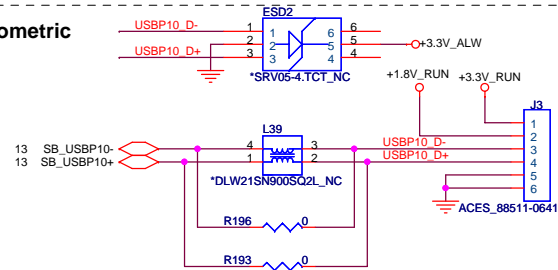 ometric
ESD2
USBP10_D- 1 1 6 6
2 2 5 5 +3.3V_ALW
USBP10_D+ 3 3 4 4
*SRV05-4.TCT_NC
+1.8V_RUN +3.3V_RUN
J3
1
2
L39
13 SB_USBP10- 4 3 USBP10_D- 3
13 SB_USBP10+ 1 2 USBP10_D+ 4
5
*DLW21SN900SQ2L_NC 6
ACES_88511-0641
R196 0
R193 0